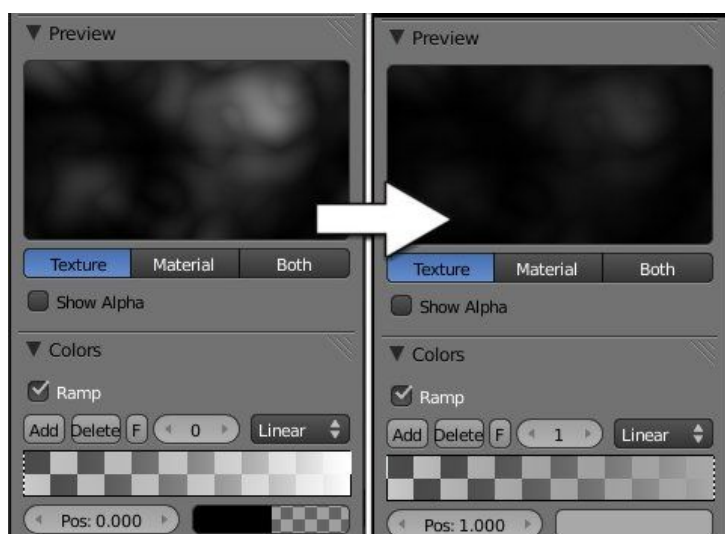 Preview
Texture Material Both
Show Alpha
Colors
Ramp
Add Delete F 0 Linear
Pos: 0.000
Preview
Texture Material Both
Show Alpha
Colors
Ramp
Add Delete F 1 Linear
Pos: 1.000